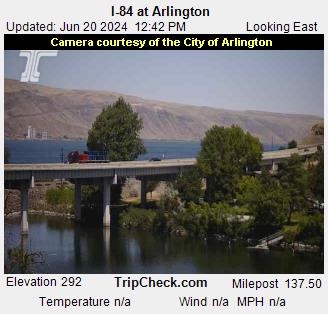 I-84 at Arlington
Updated: Jun 20 2024 12:42 PM Looking East
Camera courtesy of the City of Arlington
Elevation 292 TripCheck.com Milepost 137.50
Temperature n/a Wind n/a MPH n/a